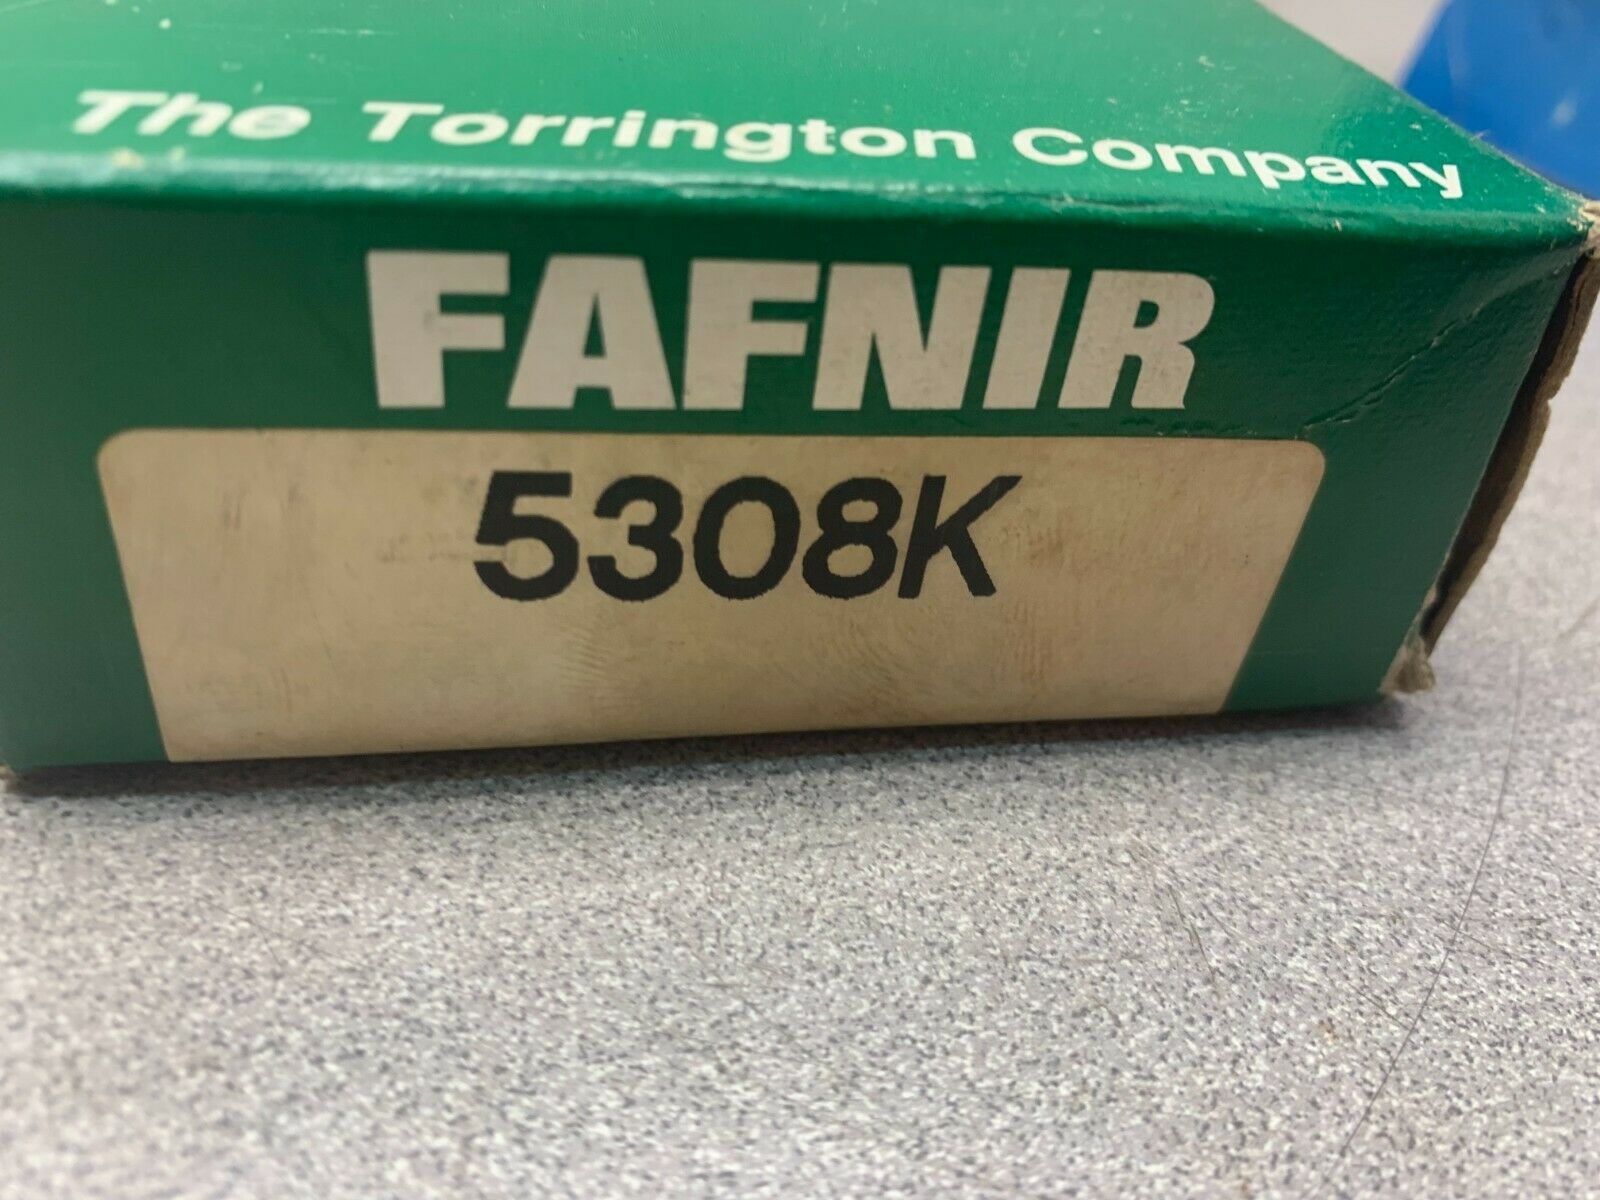 The Torrington Company
FAFNIR
5308K